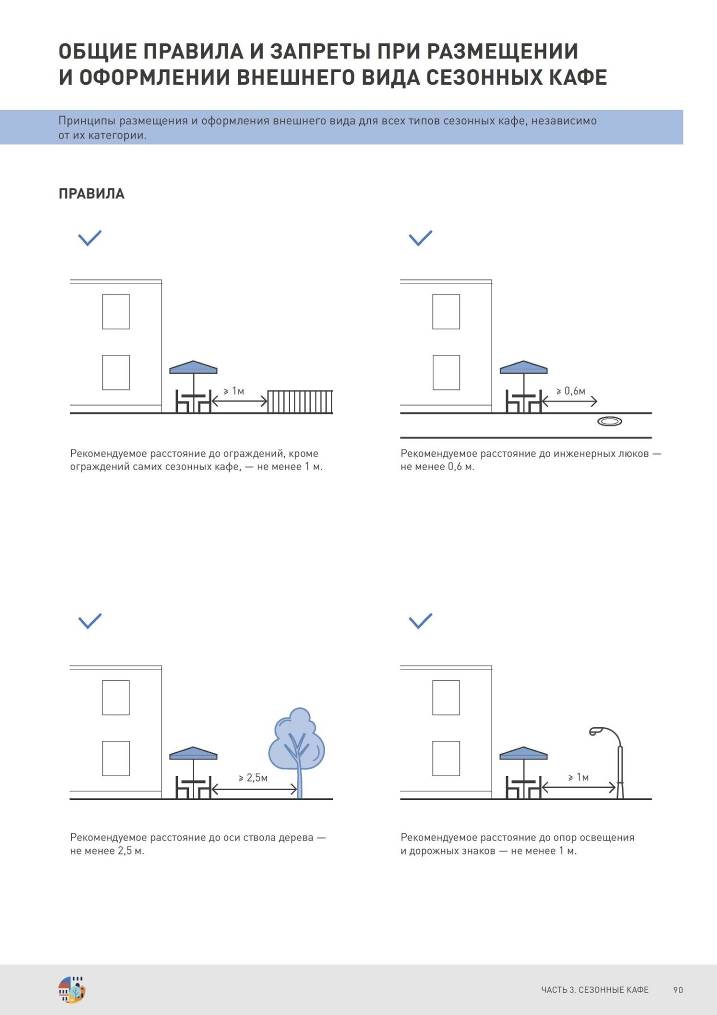 ОБЩИЕ ПРАВИЛА И ЗАПРЕТЫ ПРИ РАЗМЕЩЕНИИ
И ОФОРМЛЕНИИ ВНЕШНЕГО ВИДА СЕЗОННЫХ КАФЕ
Принципы размещения и оформления внешнего вида для всех типов сезонных кафе, независимо
от их категории.
ПРАВИЛА
⩾ 1м
Рекомендуемое расстояние до ограждений, кроме
ограждений самих сезонных кафе, — не менее 1 м.
⩾ 0,6м
Рекомендуемое расстояние до инженерных люков —
не менее 0,6 м.
⩾ 2,5м
Рекомендуемое расстояние до оси ствола дерева —
не менее 2,5 м.
⩾ 1м
Рекомендуемое расстояние до опор освещения
и дорожных знаков — не менее 1 м.
ЧАСТЬ 3. СЕЗОННЫЕ КАФЕ 90